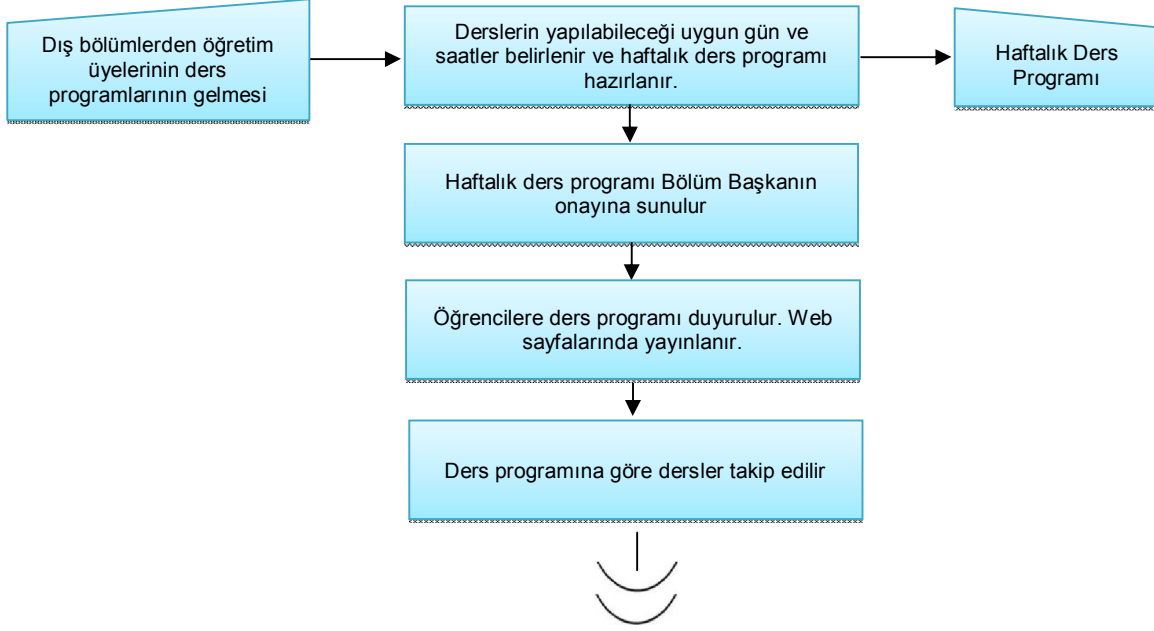 Dış bölümlerden öğretim
üyelerinin ders
programlarının gelmesi
Derslerin yapılabileceği uygun gün ve
saatler belirlenir ve haftalık ders programı
hazırlanır.
Haftalık Ders
Programı
Haftalık ders programı Bölüm Başkanın
onayına sunulur
Öğrencilere ders programı duyurulur. Web
sayfalarında yayınlanır.
Ders programına göre dersler takip edilir